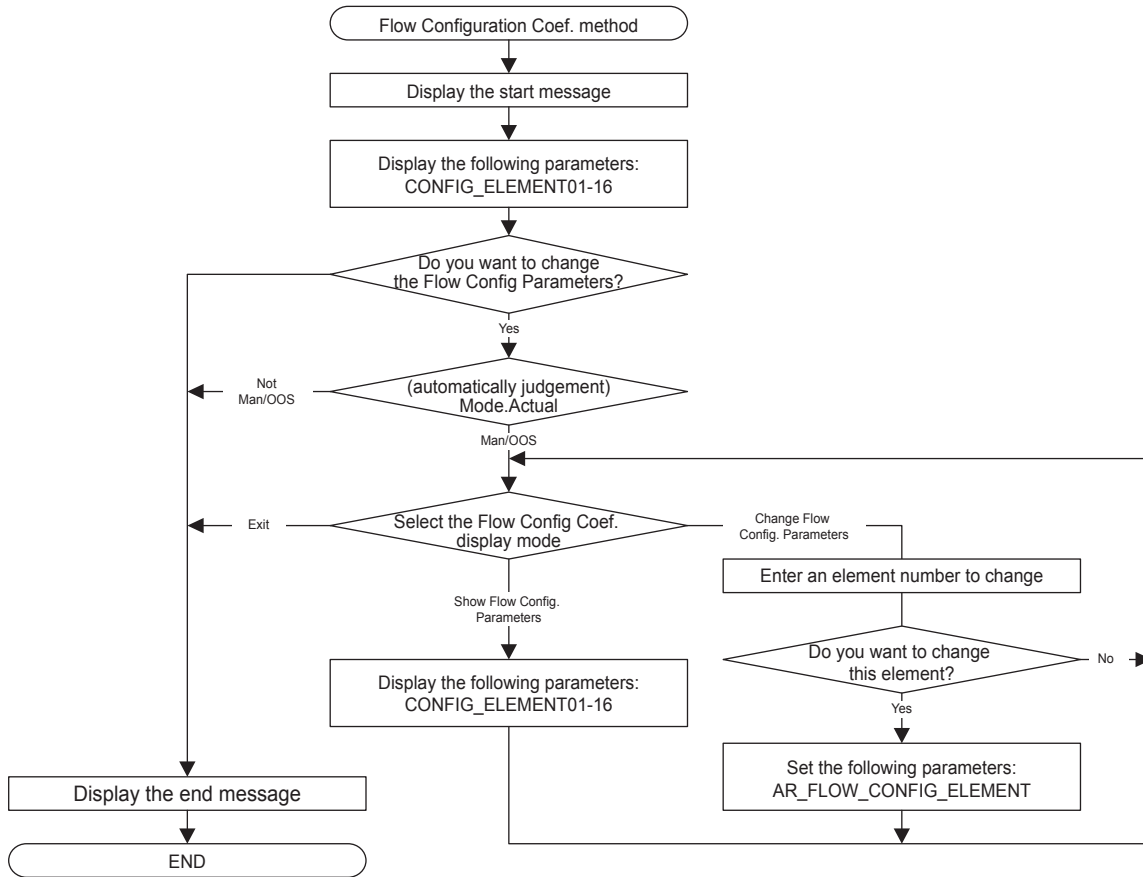 Flow Configuration Coef. method
Display the start message
Display the following parameters:
CONFIG_ELEMENT01-16
Do you want to change
the Flow Config Parameters?
Yes
Not
Man/OOS
(automatically judgement)
Mode.Actual
Man/OOS
Exit
Select the Flow Config Coef.
display mode
Change Flow
Config. Parameters
Enter an element number to change
Show Flow Config.
Parameters
Do you want to change
this element?
No
Yes
Display the following parameters:
CONFIG_ELEMENT01-16
Set the following parameters:
AR_FLOW_CONFIG_ELEMENT
Display the end message
END